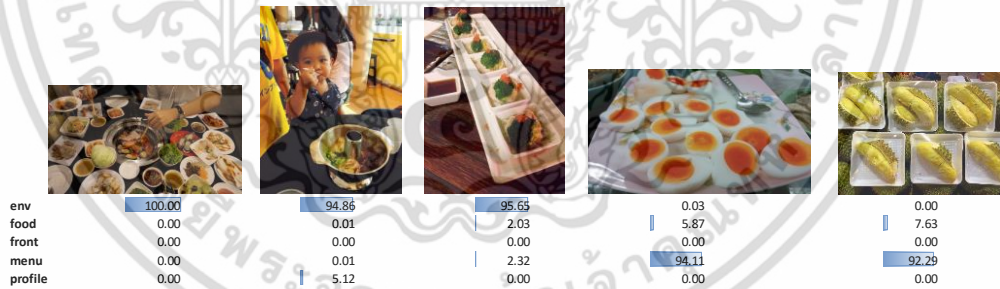 env 100.00 94.86 95.65 0.03 0.00
food 0.00 0.01 2.03 5.87 7.63
front 0.00 0.00 0.00 0.00 0.00
menu 0.00 0.01 2.32 94.11 92.29
profile 0.00 5.12 0.00 0.00 0.00